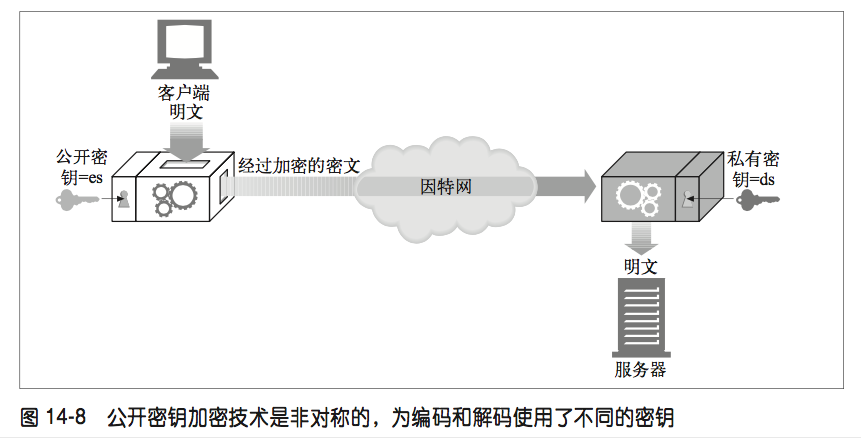 客户端
明文
公开密
钥=es
经过加密的密文
因特网
私有密
钥=ds
明文
服务器
图 14-8 公开密钥加密技术是非对称的，为编码和解码使用了不同的密钥